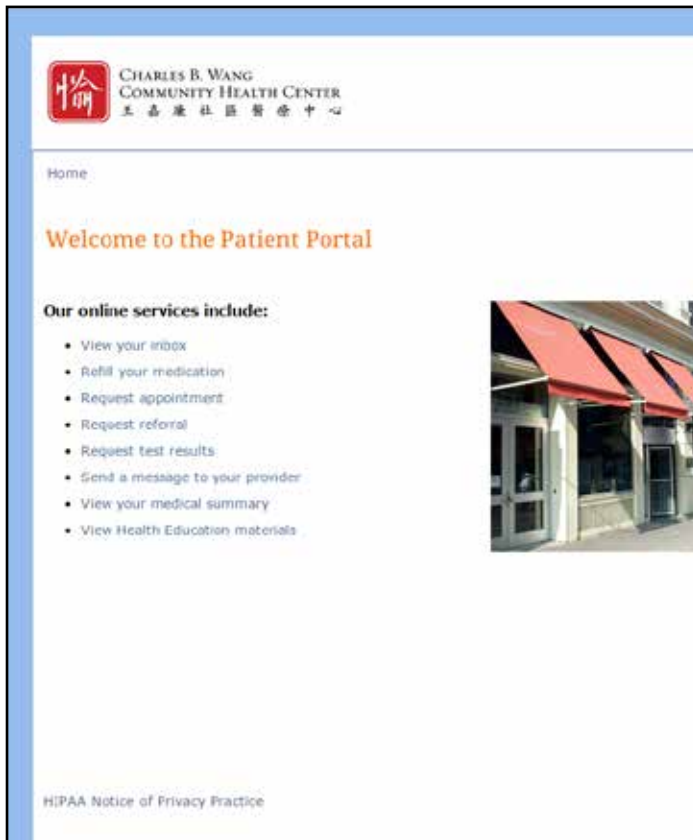 CHARLES B. WANG
COMMUNITY HEALTH CENTER
王嘉廉社區醫療中心
Home
Welcome to the Patient Portal
Our online services include:
View your inbox
Refill your medication
Request appointment
Request referral
Request test results
Send a message to your provider
View your medical summary
View Health Education materials
HIPAA Notice of Privacy Practice